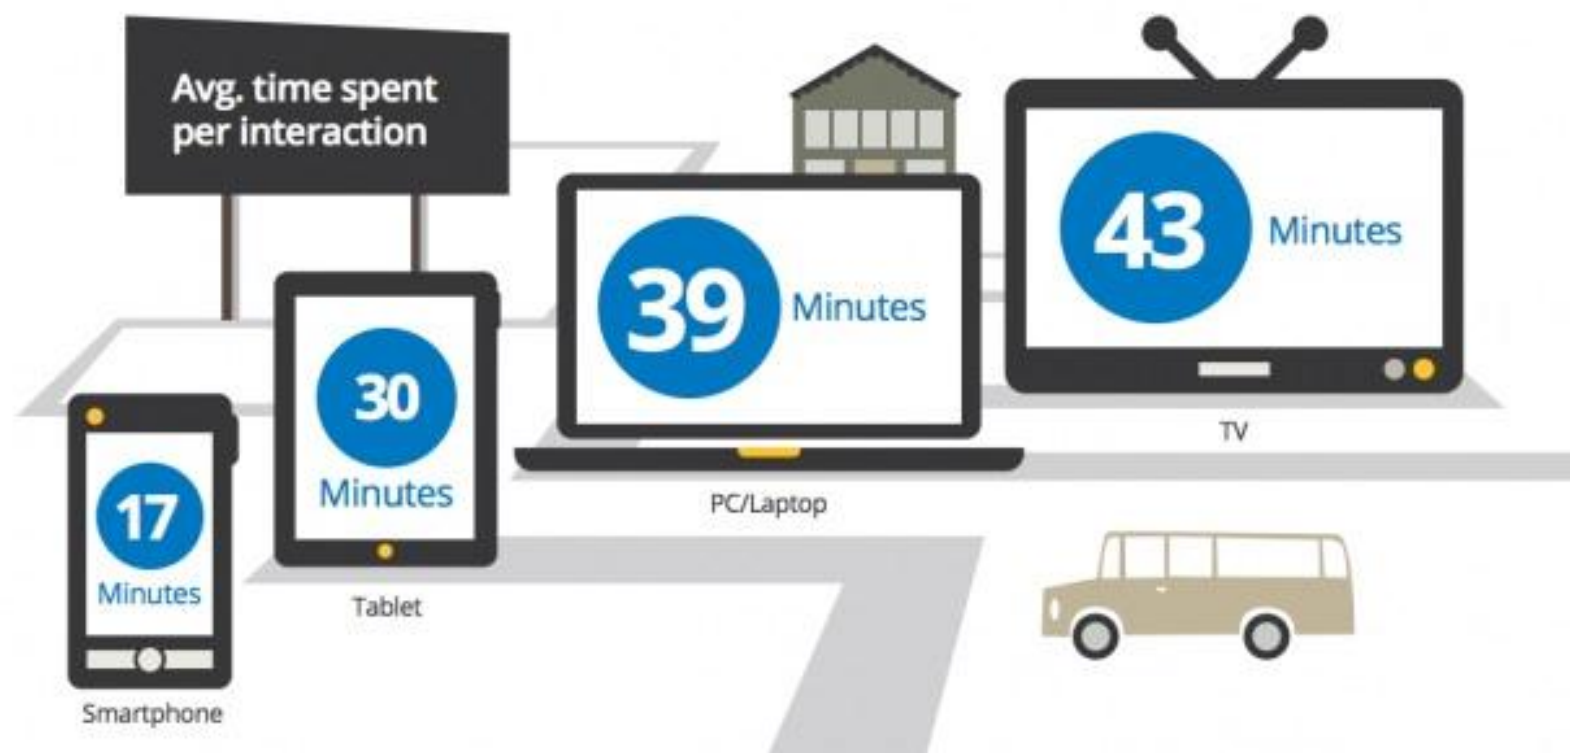 Avg. time spent
per interaction
17
Minutes
Smartphone
30
Minutes
Tablet
39 Minutes
PC/Laptop
43 Minutes
TV